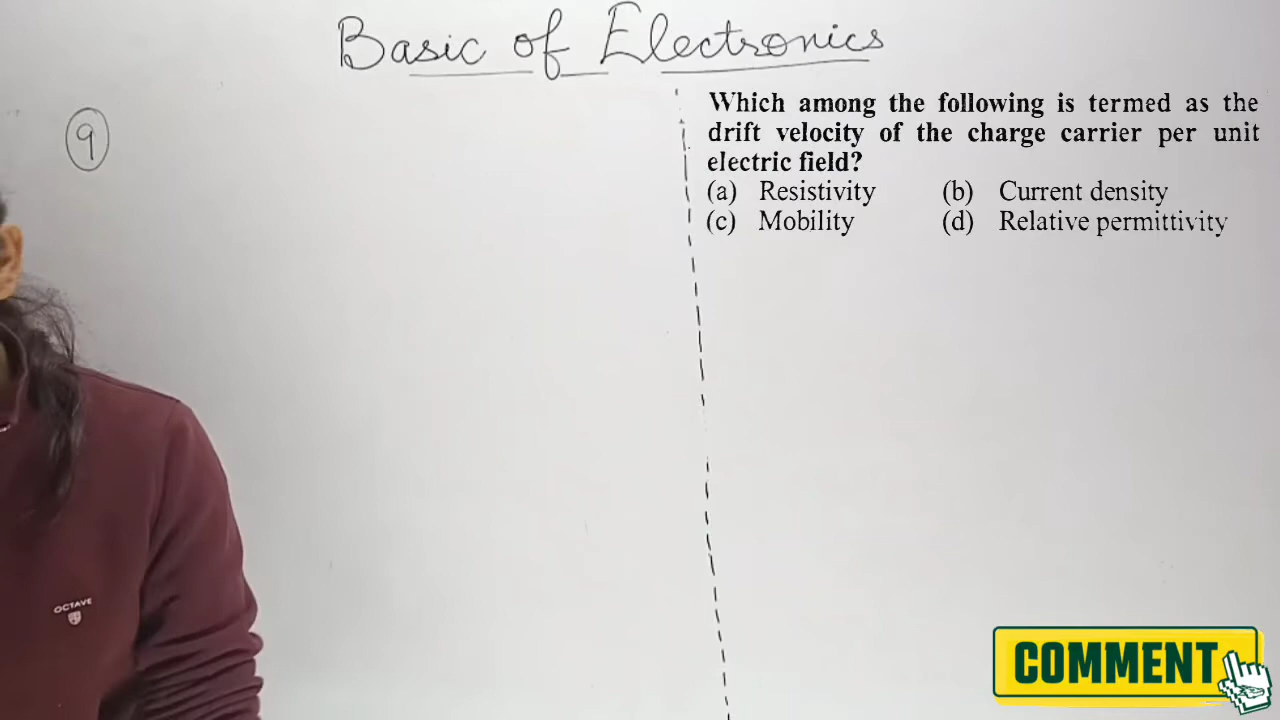 Basic of Electronics
9
Which among the following is termed as the
drift velocity of the charge carrier per unit
electric field?
(a) Resistivity (b) Current density
(c) Mobility (d) Relative permittivity
OCTAVE
COMMENT